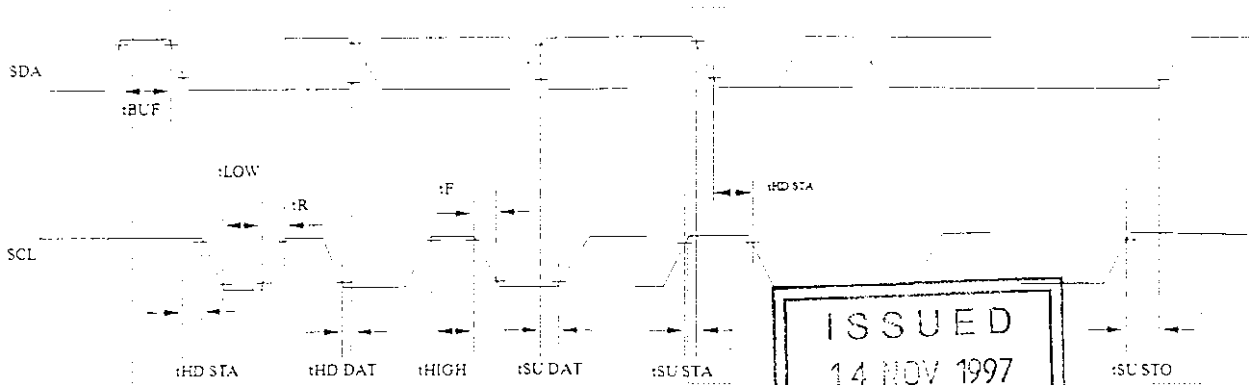 SDA
tBUF
tLOW
tR
tF
tHD STA
SCL
ISSUED
14 NOV 1997
tHD STA
tHD DAT
tHIGH
tSU DAT
tSU STA
tSU STO